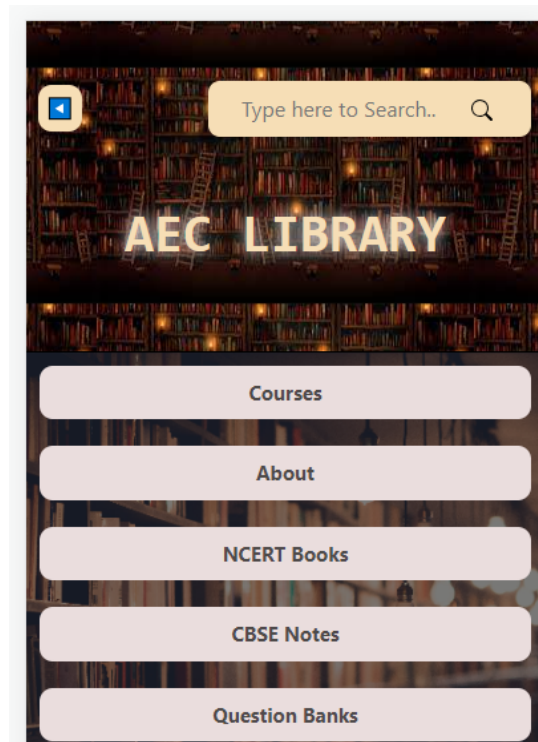 Type here to Search..
AEC LIBRARY
Courses
About
NCERT Books
CBSE Notes
Question Banks